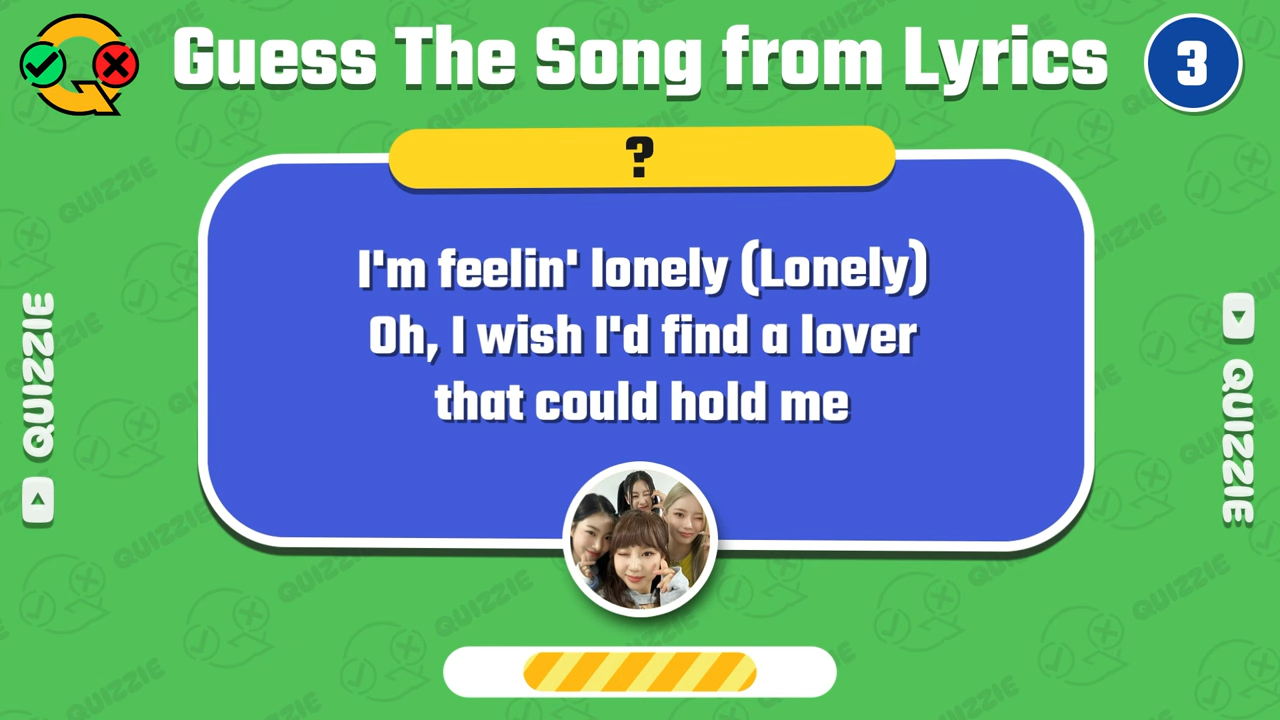 Guess The Song from Lyrics
3
?
I'm feelin' lonely (Lonely)
Oh, I wish I'd find a lover
that could hold me
QUIZZIE
QUIZZIE